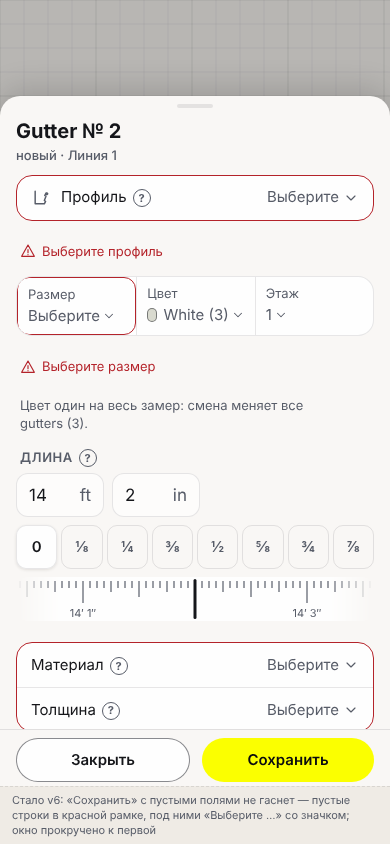 Gutter № 2
новый · Линия 1
Профиль ? Выберите
Выберите профиль
Размер Цвет Этаж
Выберите White (3) 1
Выберите размер
Цвет один на весь замер: смена меняет все
gutters (3).
ДЛИНА ?
14 ft 2 in
0 ⅛ ¼ ⅜ ½ ⅝ ¾ ⅞
14′ 1″ 14′ 3″
Материал ? Выберите
Толщина ? Выберите
Закрыть Сохранить
Стало v6: «Сохранить» с пустыми полями не гаснет — пустые
строки в красной рамке, под ними «Выберите ...» со значком;
окно прокручено к первой